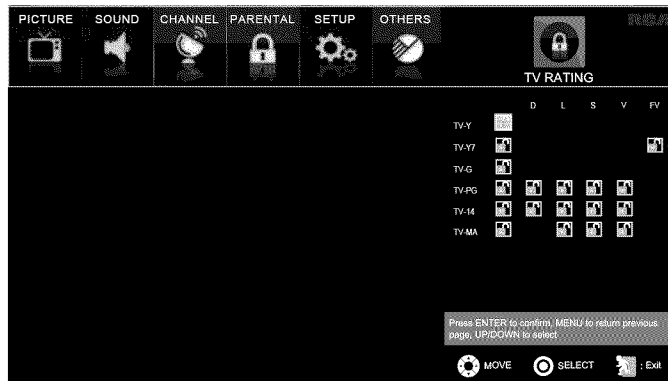 PICTURE SOUND CHANNEL PARENTAL SETUP OTHERS
RCA
TV RATING
D L S V FV
TV-Y
TV-Y7
TV-G
TV-PG
TV-14
TV-MA
Press ENTER to confirm, MENU to return previous
page, UP/DOWN to select
MOVE SELECT : Exit